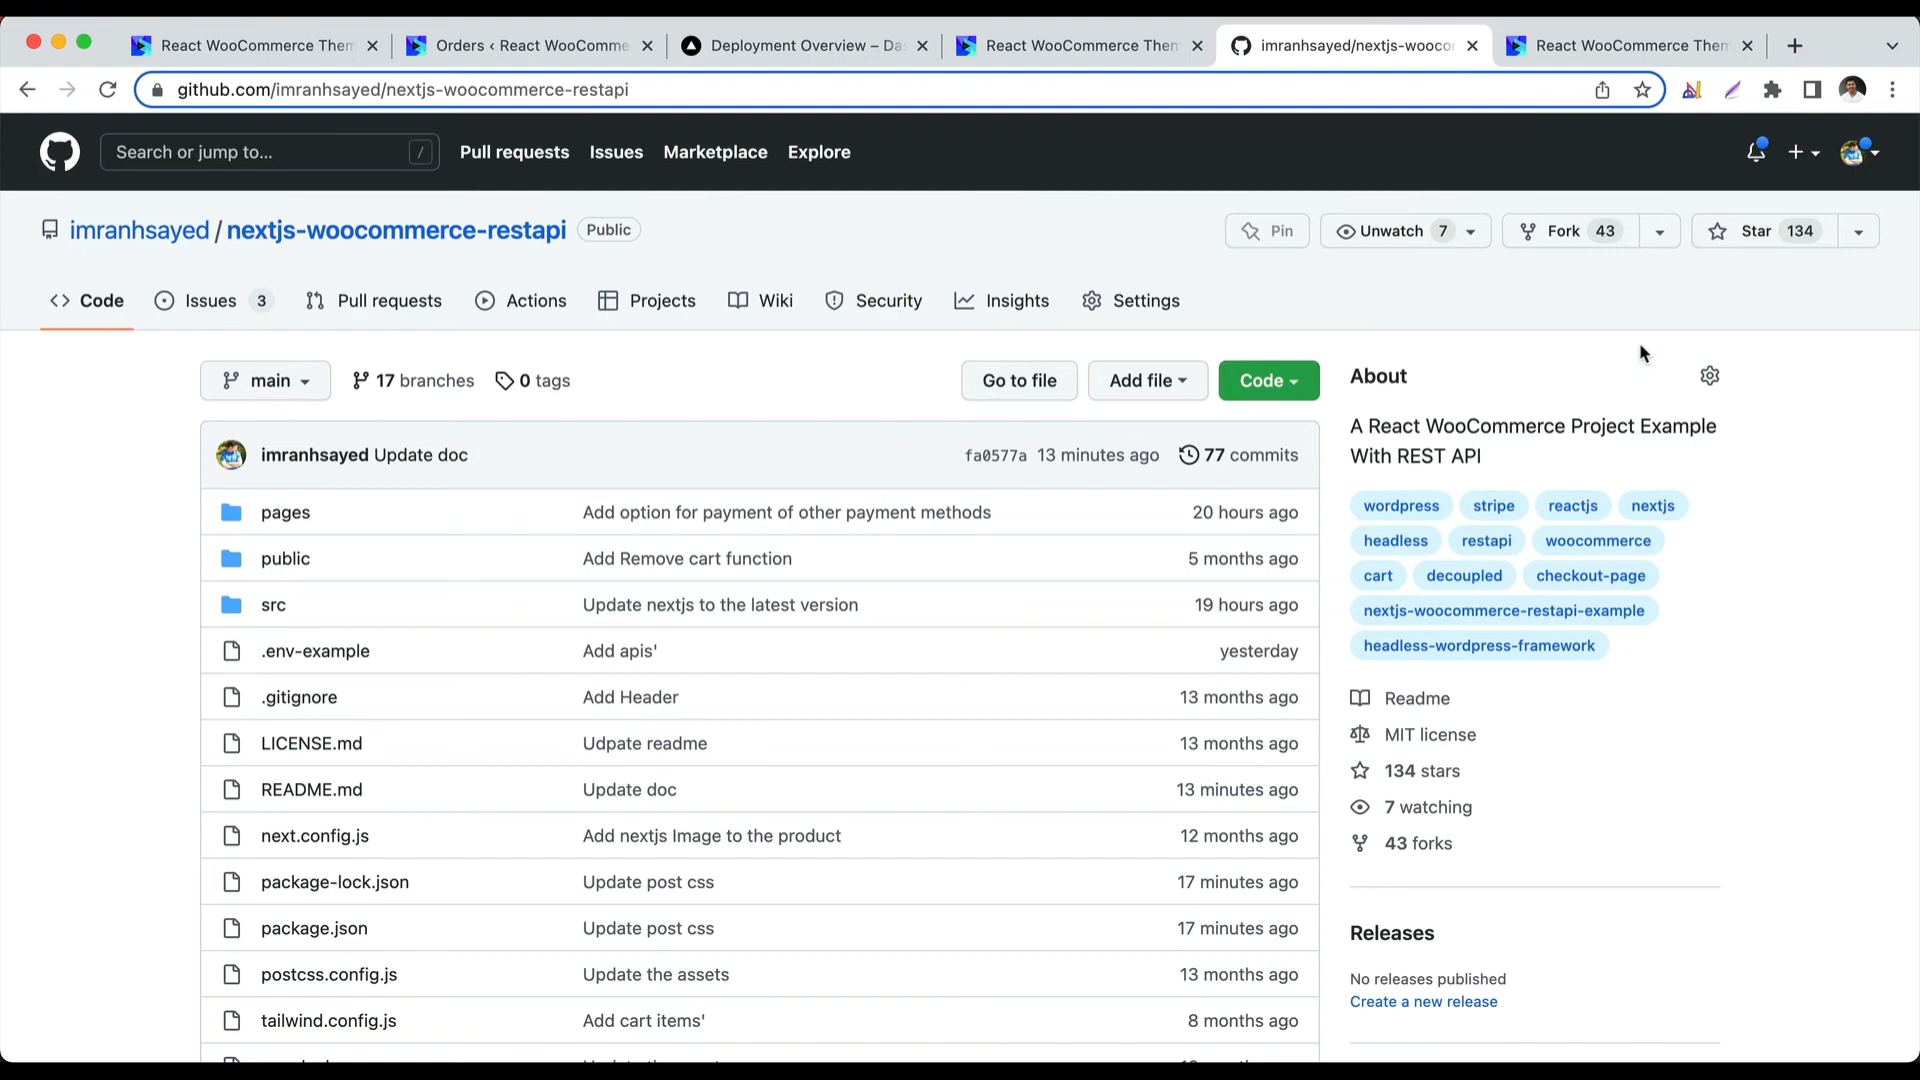 React WooCommerce Them
Orders ‹ React WooComme
Deployment Overview – Da
React WooCommerce Them
imranhsayed/nextjs-wooco
React WooCommerce Them
github.com/imranhsayed/nextjs-woocommerce-restapi
Search or jump to...
/
Pull requests
Issues
Marketplace
Explore
imranhsayed / nextjs-woocommerce-restapi
Public
Pin
Unwatch 7
Fork 43
Star 134
Code
Issues 3
Pull requests
Actions
Projects
Wiki
Security
Insights
Settings
main
17 branches
0 tags
Go to file
Add file
Code
imranhsayed Update doc
fa0577a 13 minutes ago
77 commits
pages Add option for payment of other payment methods 20 hours ago
public Add Remove cart function 5 months ago
src Update nextjs to the latest version 19 hours ago
.env-example Add apis' yesterday
.gitignore Add Header 13 months ago
LICENSE.md Udpate readme 13 months ago
README.md Update doc 13 minutes ago
next.config.js Add nextjs Image to the product 12 months ago
package-lock.json Update post css 17 minutes ago
package.json Update post css 17 minutes ago
postcss.config.js Update the assets 13 months ago
tailwind.config.js Add cart items' 8 months ago
About
A React WooCommerce Project Example
With REST API
wordpress stripe reactjs nextjs
headless restapi woocommerce
cart decoupled checkout-page
nextjs-woocommerce-restapi-example
headless-wordpress-framework
Readme
MIT license
134 stars
7 watching
43 forks
Releases
No releases published
Create a new release